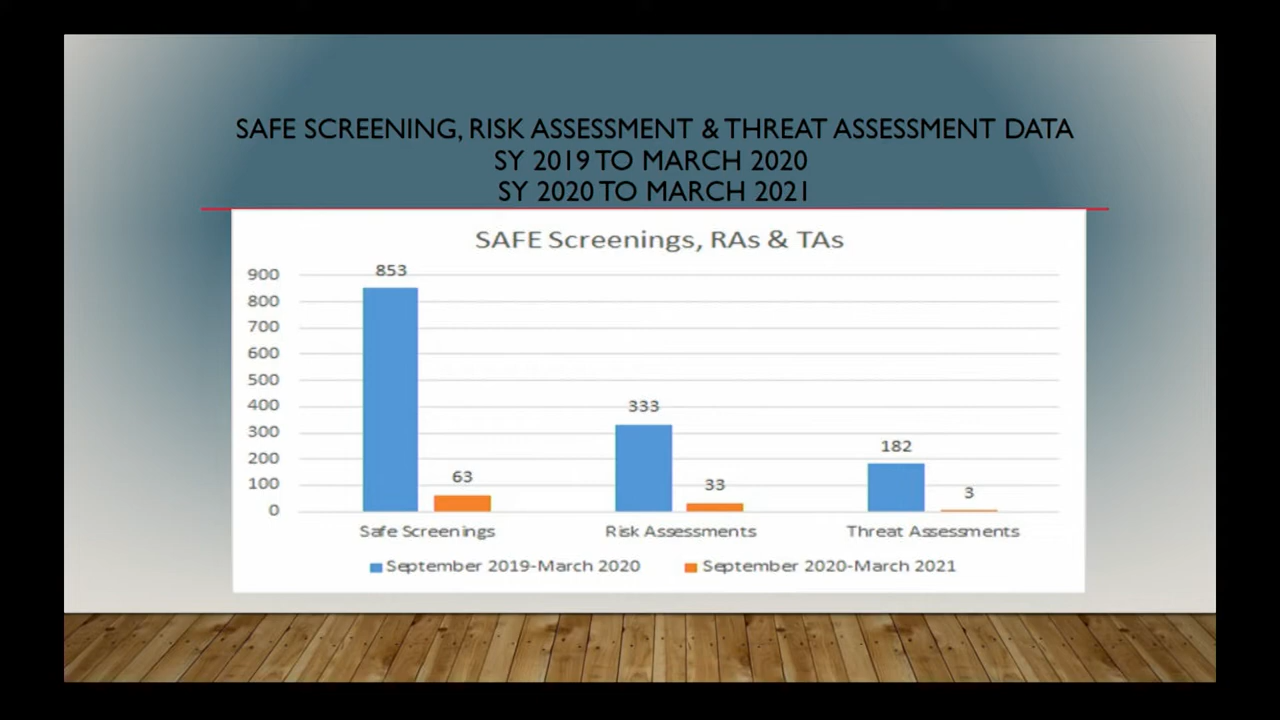 SAFE SCREENING, RISK ASSESSMENT & THREAT ASSESSMENT DATA
SY 2019 TO MARCH 2020
SY 2020 TO MARCH 2021
SAFE Screenings, RAs & TAs
900
800
700
600
500
400
300
200
100
0
853
63
333
33
182
3
Safe Screenings
Risk Assessments
Threat Assessments
September 2019-March 2020
September 2020-March 2021